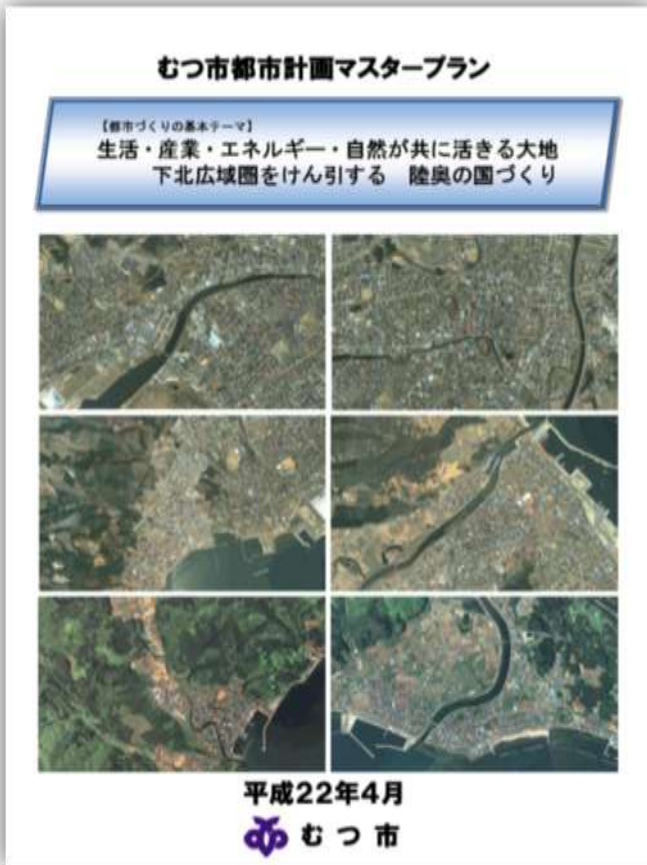 むつ市都市計画マスタープラン
【都市づくりの基本テーマ】
生活・産業・エネルギー・自然が共に活きる大地
下北広域圏をけん引する 陸奥の国づくり
平成22年4月
むつ市